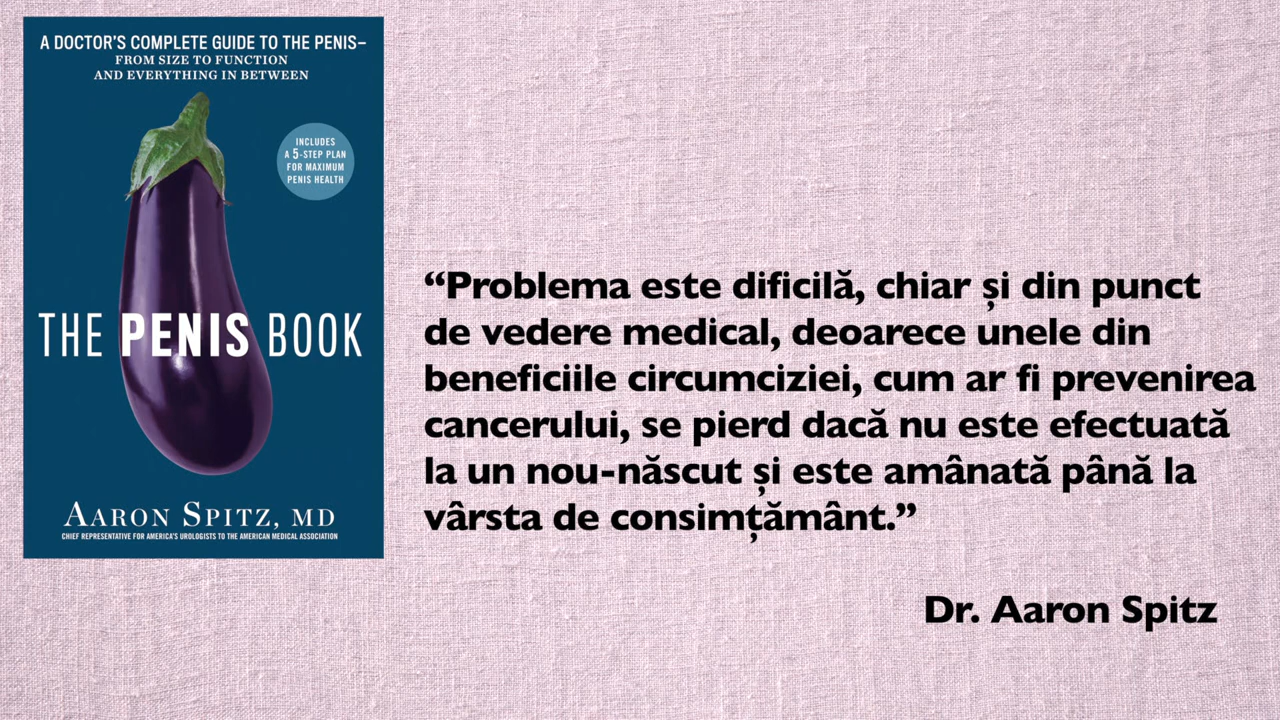 A DOCTOR'S COMPLETE GUIDE TO THE PENIS–
FROM SIZE TO FUNCTION
AND EVERYTHING IN BETWEEN
INCLUDES
A 5-STEP PLAN
FOR MAXIMUM
PENIS HEALTH
THE PENIS BOOK
AARON SPITZ, MD
CHIEF REPRESENTATIVE FOR AMERICA'S UROLOGISTS TO THE AMERICAN MEDICAL ASSOCIATION
“Problema este dificilă, chiar și din punct
de vedere medical, deoarece unele din
beneficiile circumciziei, cum ar fi prevenirea
cancerului, se pierd dacă nu este efectuată
la un nou-născut și este amânată până la
vârsta de consimțământ.”
Dr. Aaron Spitz